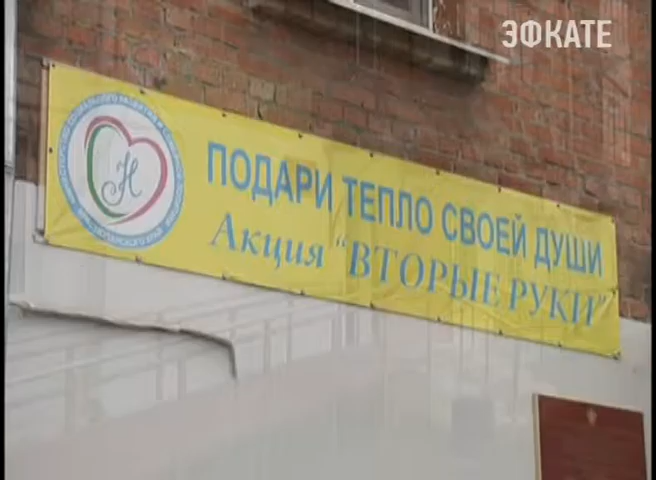 ЭФКАТЕ
ПОДАРИ ТЕПЛО СВОЕЙ ДУШИ
Акция "ВТОРЫЕ РУКИ"
Н